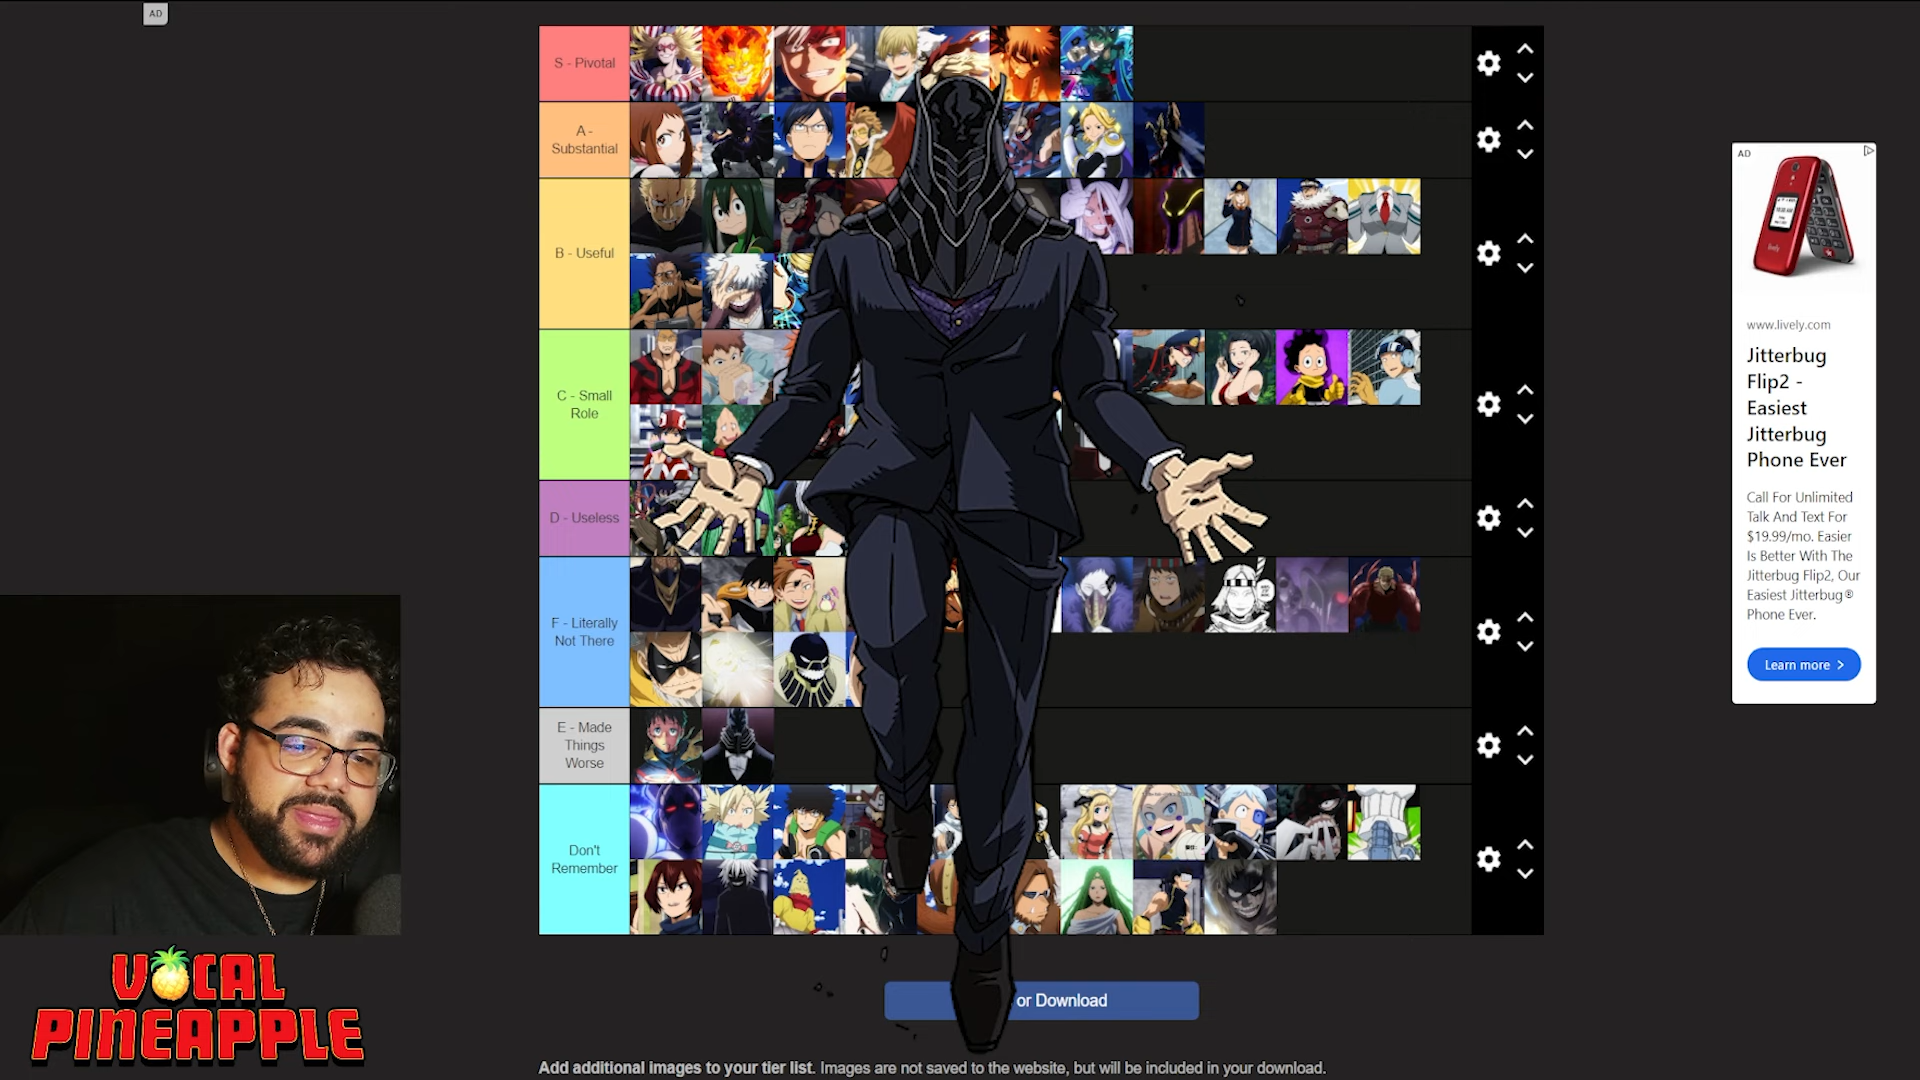 AD
S - Pivotal
A -
Substantial
B - Useful
C - Small
Role
D - Useless
F - Literally
Not There
E - Made
Things
Worse
Don't
Remember
or Download
Add additional images to your tier list. Images are not saved to the website, but will be included in your download.
AD
lively
www.lively.com
Jitterbug
Flip2 -
Easiest
Jitterbug
Phone Ever
Call For Unlimited
Talk And Text For
$19.99/mo. Easier
Is Better With The
Jitterbug Flip2, Our
Easiest Jitterbug®
Phone Ever.
Learn more >
VOCAL
PINEAPPLE